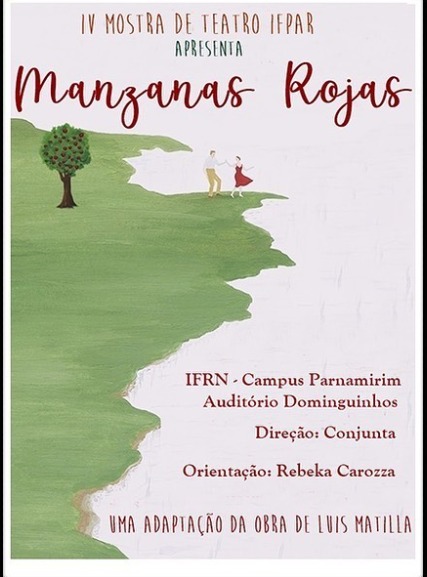 IV MOSTRA DE TEATRO IFPAR
APRESENTA
Manzanas Rojas
IFRN - Campus Parnamirim
Auditório Dominguinhos
Direção: Conjunta
Orientação: Rebeka Carozza
UMA ADAPTAÇÃO DA OBRA DE LUIS MATILLA